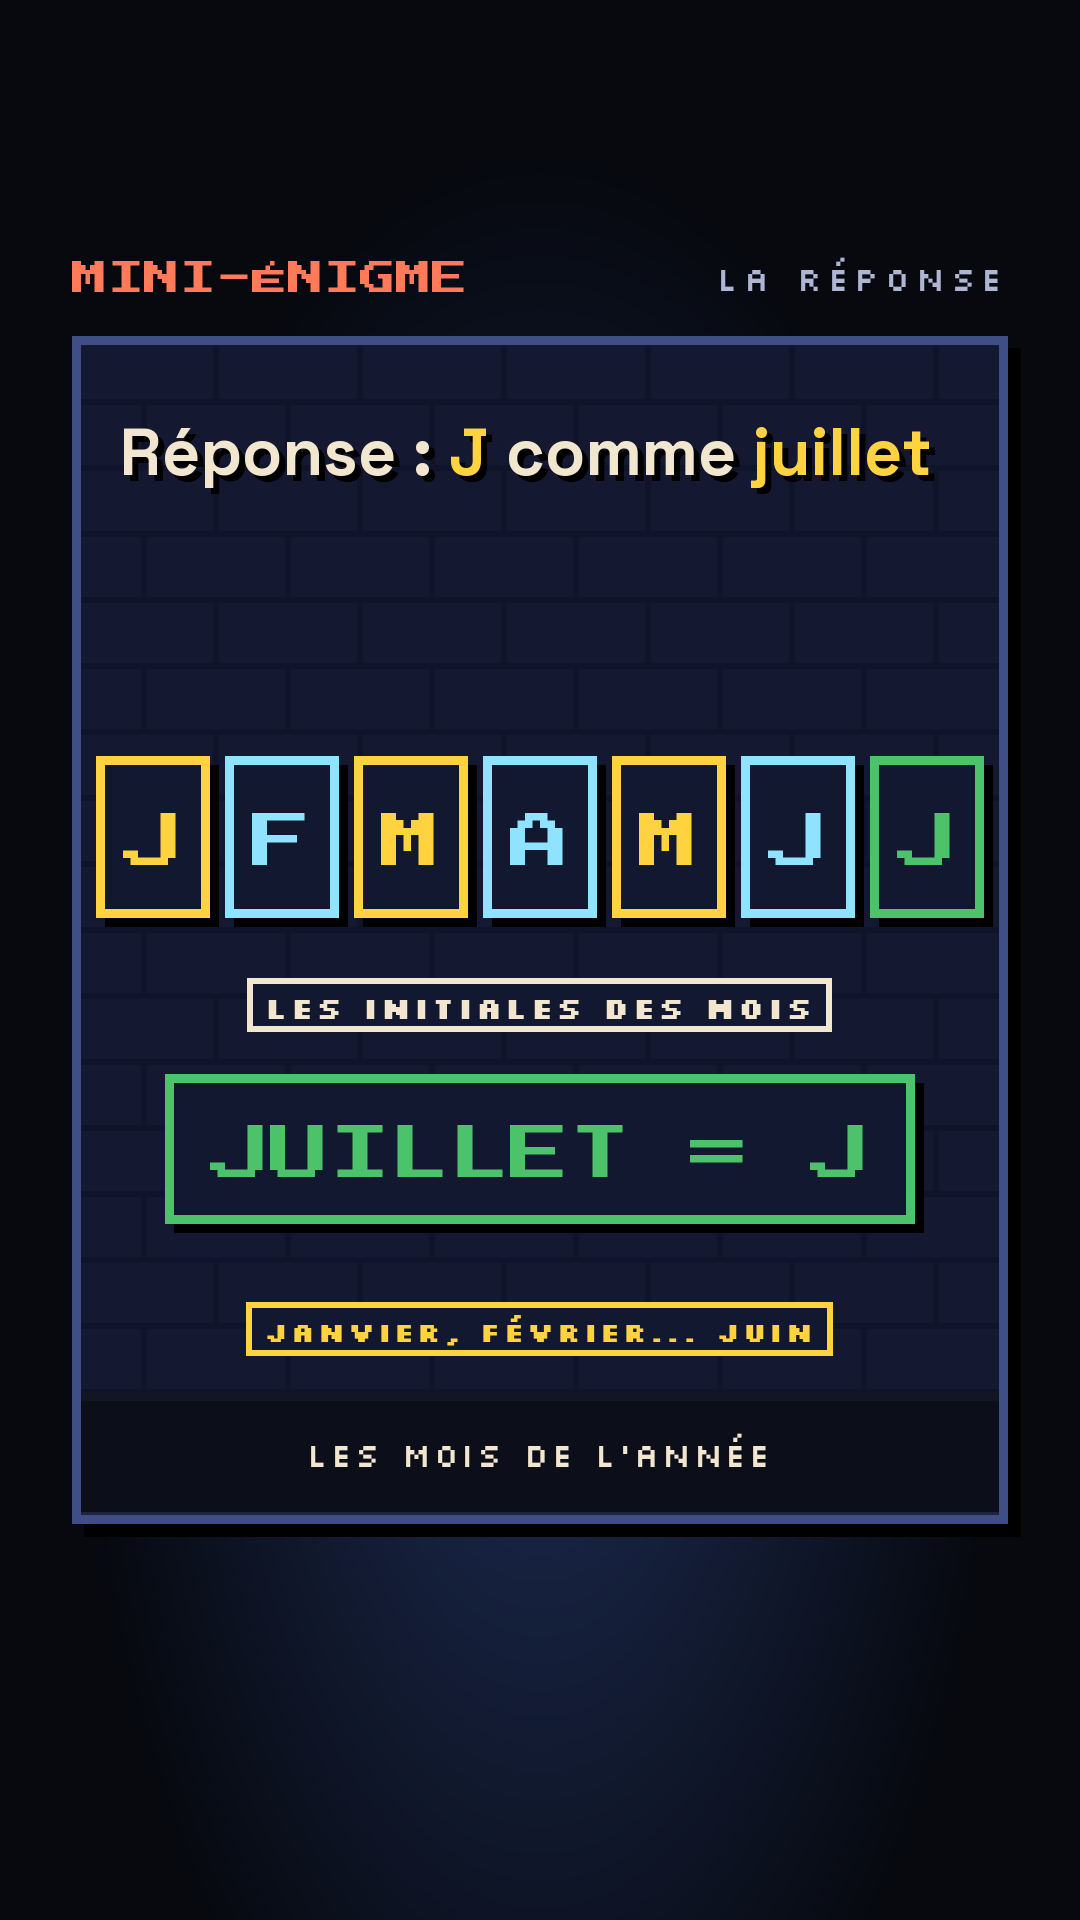 MINI-ÉNIGME
LA RÉPONSE
Réponse : J comme juillet
J F M A M J J
LES INITIALES DES MOIS
JUILLET = J
JANVIER, FÉVRIER... JUIN
LES MOIS DE L'ANNÉE